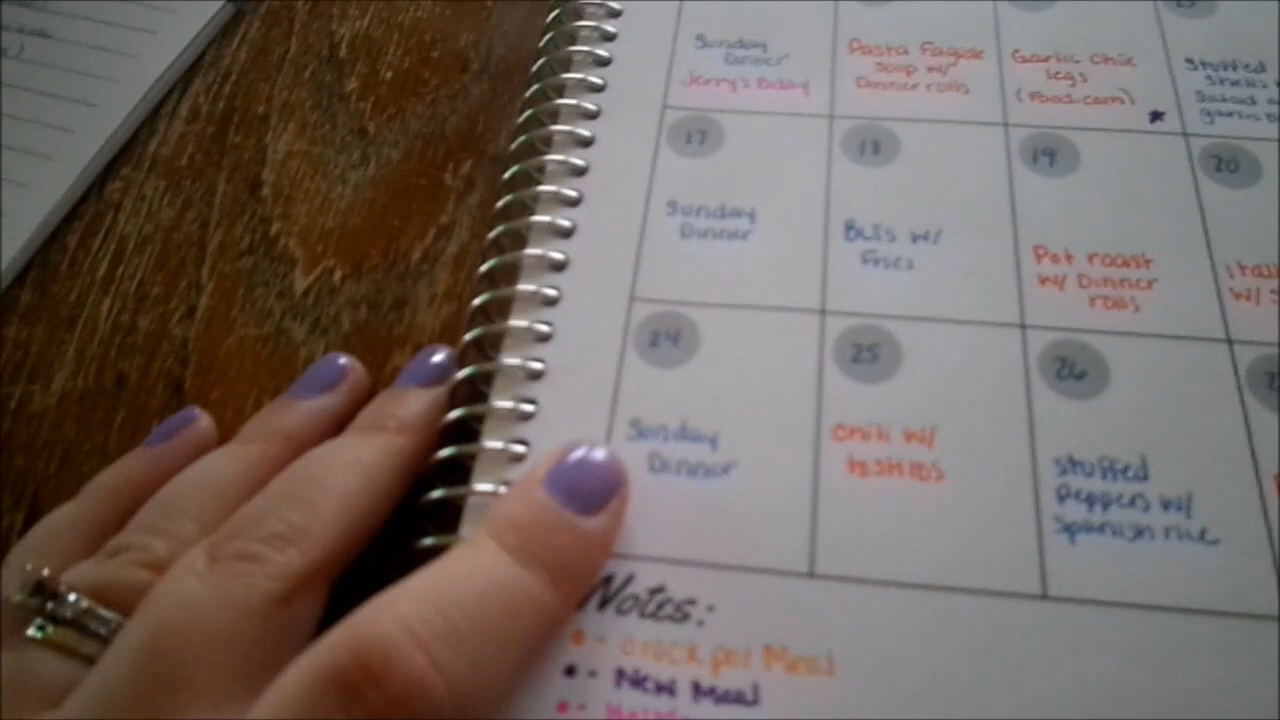 Sunday
Dinner
Jerry's Bday
Pasta Fagiole
Soup w/
Dinner rolls
Garlic chic
legs
(Food.com)
Stuffed
Shells
Salad
17
Sunday
Dinner
18
BLTs w/
Fries
19
Pot roast
w/ Dinner
rolls
20
w/
24
Sunday
Dinner
25
Chili w/
26
Stuffed
peppers w/
Spanish rice
Notes:
- Crock pot Meal
- New Meal